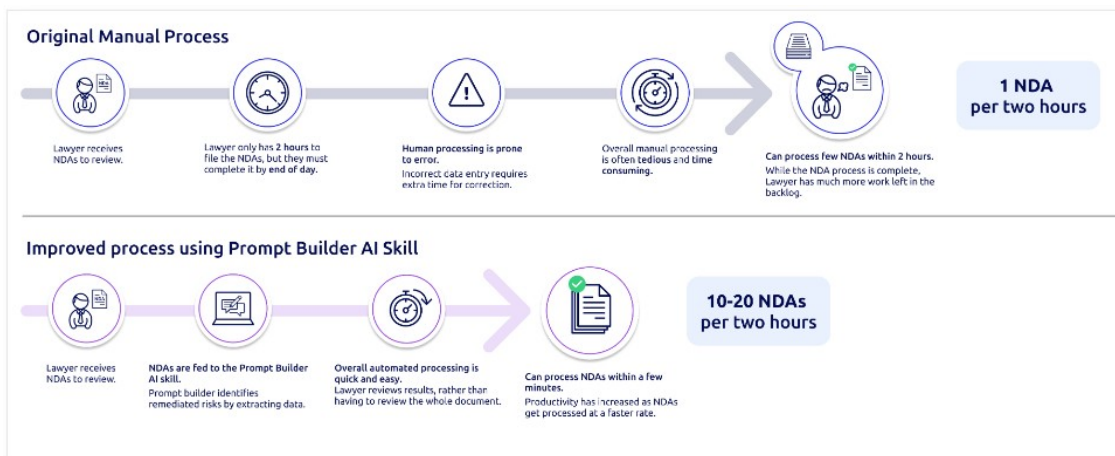 Original Manual Process
1 NDA
per two hours
Lawyer receives
NDAs to review.
Lawyer only has 2 hours to
file the NDAs, but they must
complete it by end of day.
Human processing is prone
to error.
Incorrect data entry requires
extra time for correction.
Overall manual processing
is often tedious and time
consuming.
Can process few NDAs within 2 hours.
While the NDA process is complete,
Lawyer has much more work left in the
backlog.
Improved process using Prompt Builder AI Skill
10-20 NDAs
per two hours
Lawyer receives
NDAs to review.
NDAs are fed to the Prompt Builder
AI skill.
Prompt builder identifies
remediated risks by extracting data.
Overall automated processing is
quick and easy.
Lawyer reviews results, rather than
having to review the whole document.
Can process NDAs within a few
minutes.
Productivity has increased as NDAs
get processed at a faster rate.